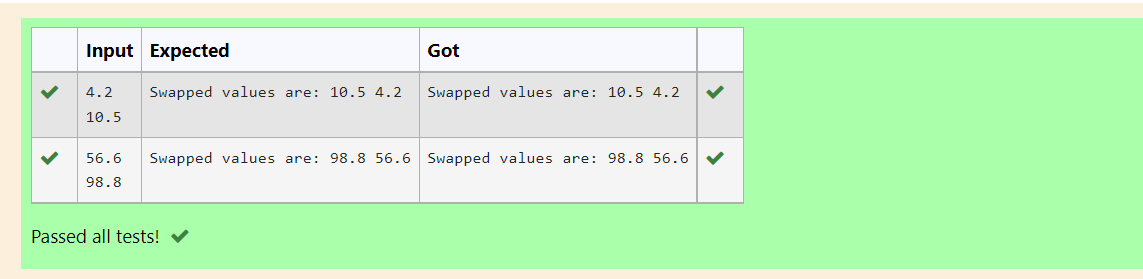 Input Expected Got
4.2 Swapped values are: 10.5 4.2 Swapped values are: 10.5 4.2
10.5
56.6 Swapped values are: 98.8 56.6 Swapped values are: 98.8 56.6
98.8
Passed all tests!